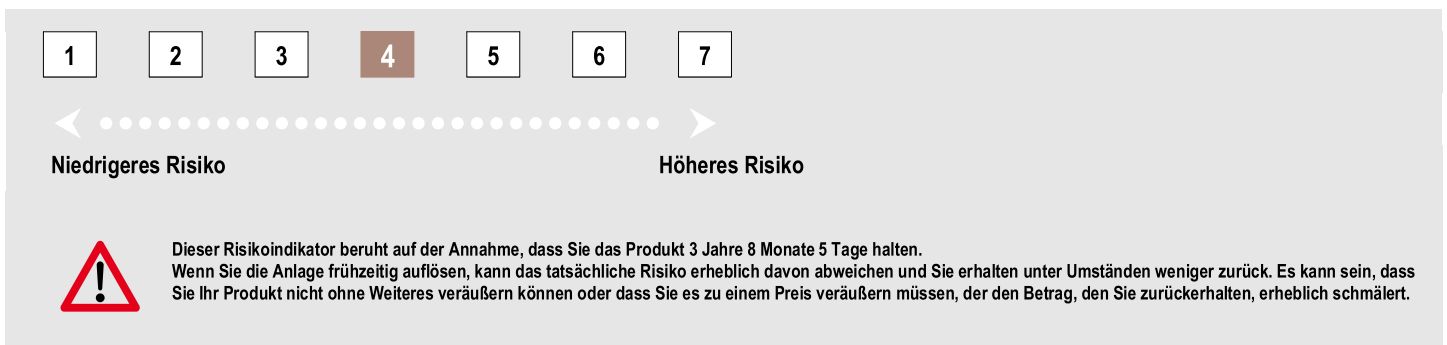 1 2 3 4 5 6 7
Niedrigeres Risiko Höheres Risiko
Dieser Risikoindikator beruht auf der Annahme, dass Sie das Produkt 3 Jahre 8 Monate 5 Tage halten.
Wenn Sie die Anlage frühzeitig auflösen, kann das tatsächliche Risiko erheblich davon abweichen und Sie erhalten unter Umständen weniger zurück. Es kann sein, dass
Sie Ihr Produkt nicht ohne Weiteres veräußern können oder dass Sie es zu einem Preis veräußern müssen, der den Betrag, den Sie zurückerhalten, erheblich schmälert.